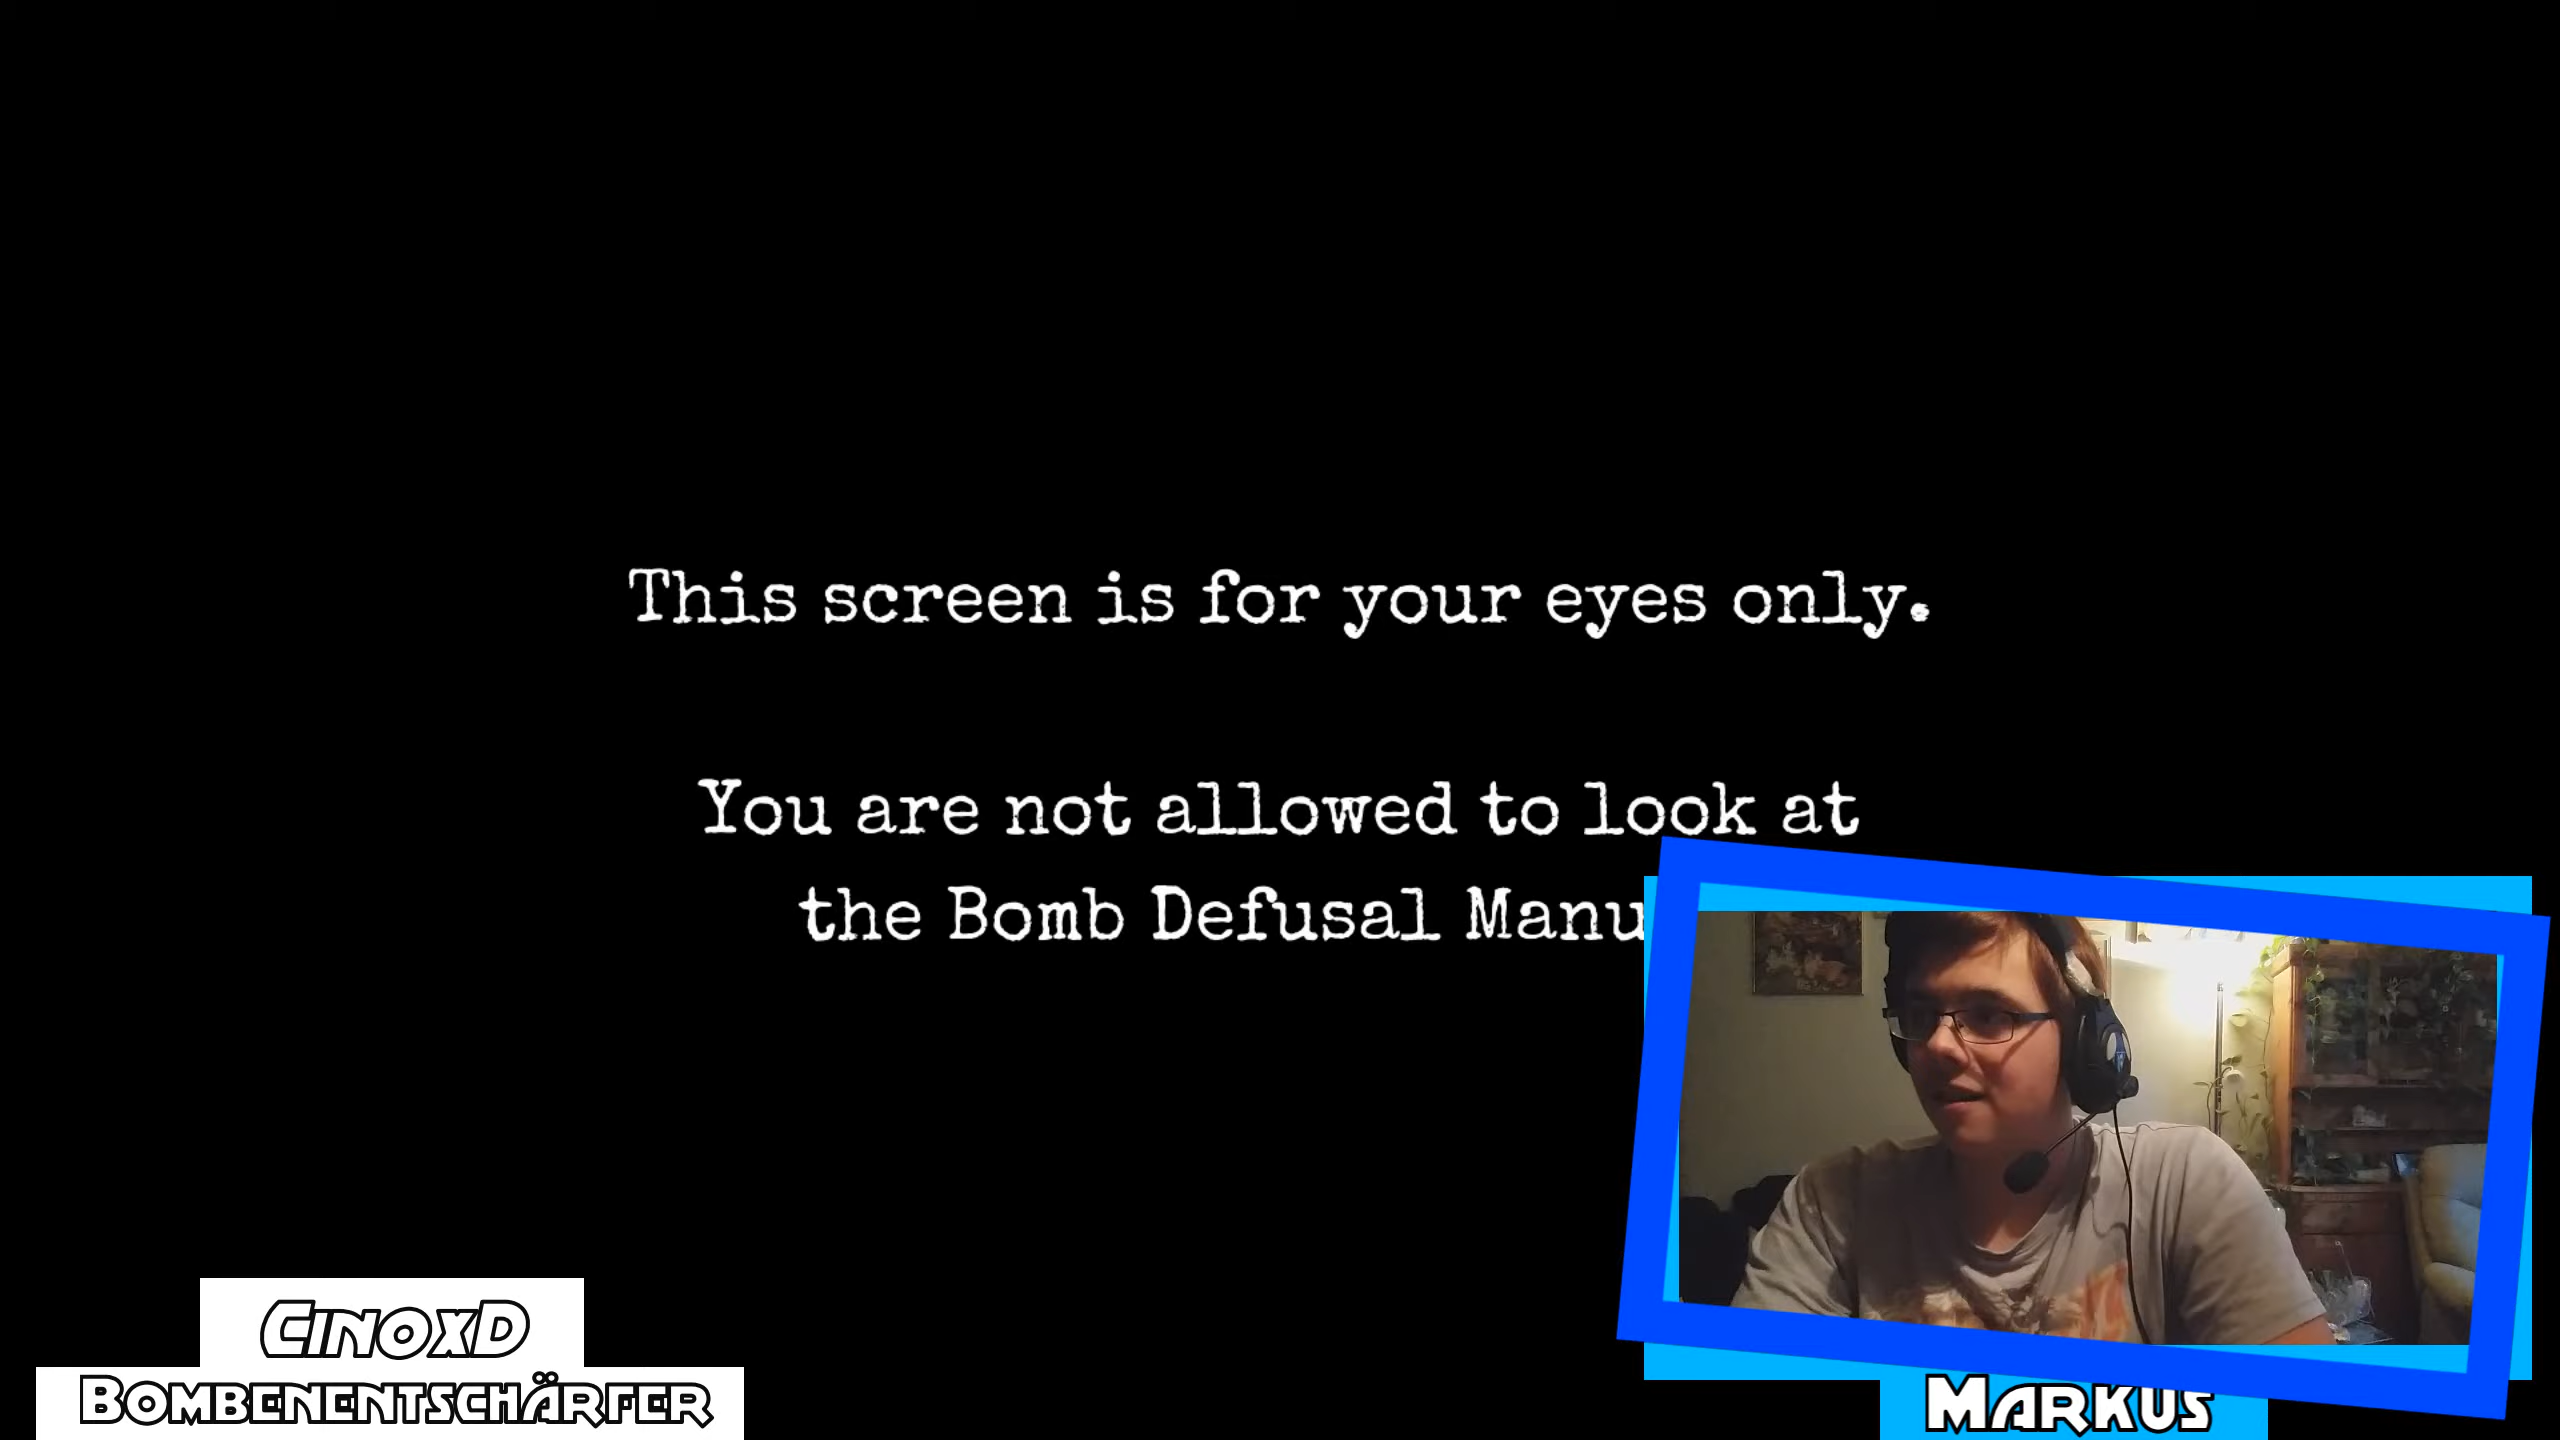 This screen is for your eyes only.
You are not allowed to look at
the Bomb Defusal
CinoxD
Bombenentschärfer
Markus